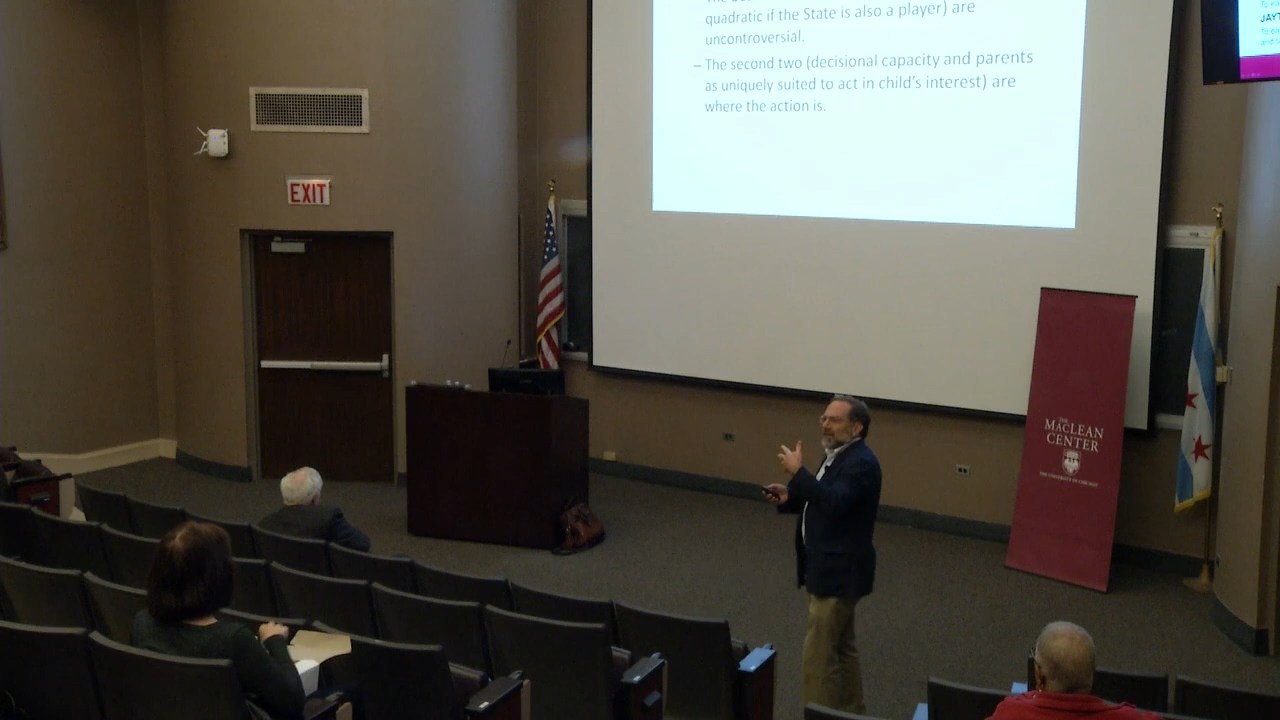 quadratic if the State is also a player) are
uncontroversial.
– The second two (decisional capacity and parents
as uniquely suited to act in child's interest) are
where the action is.
EXIT
THE
MACLEAN
CENTER
THE UNIVERSITY OF CHICAGO
JAYT